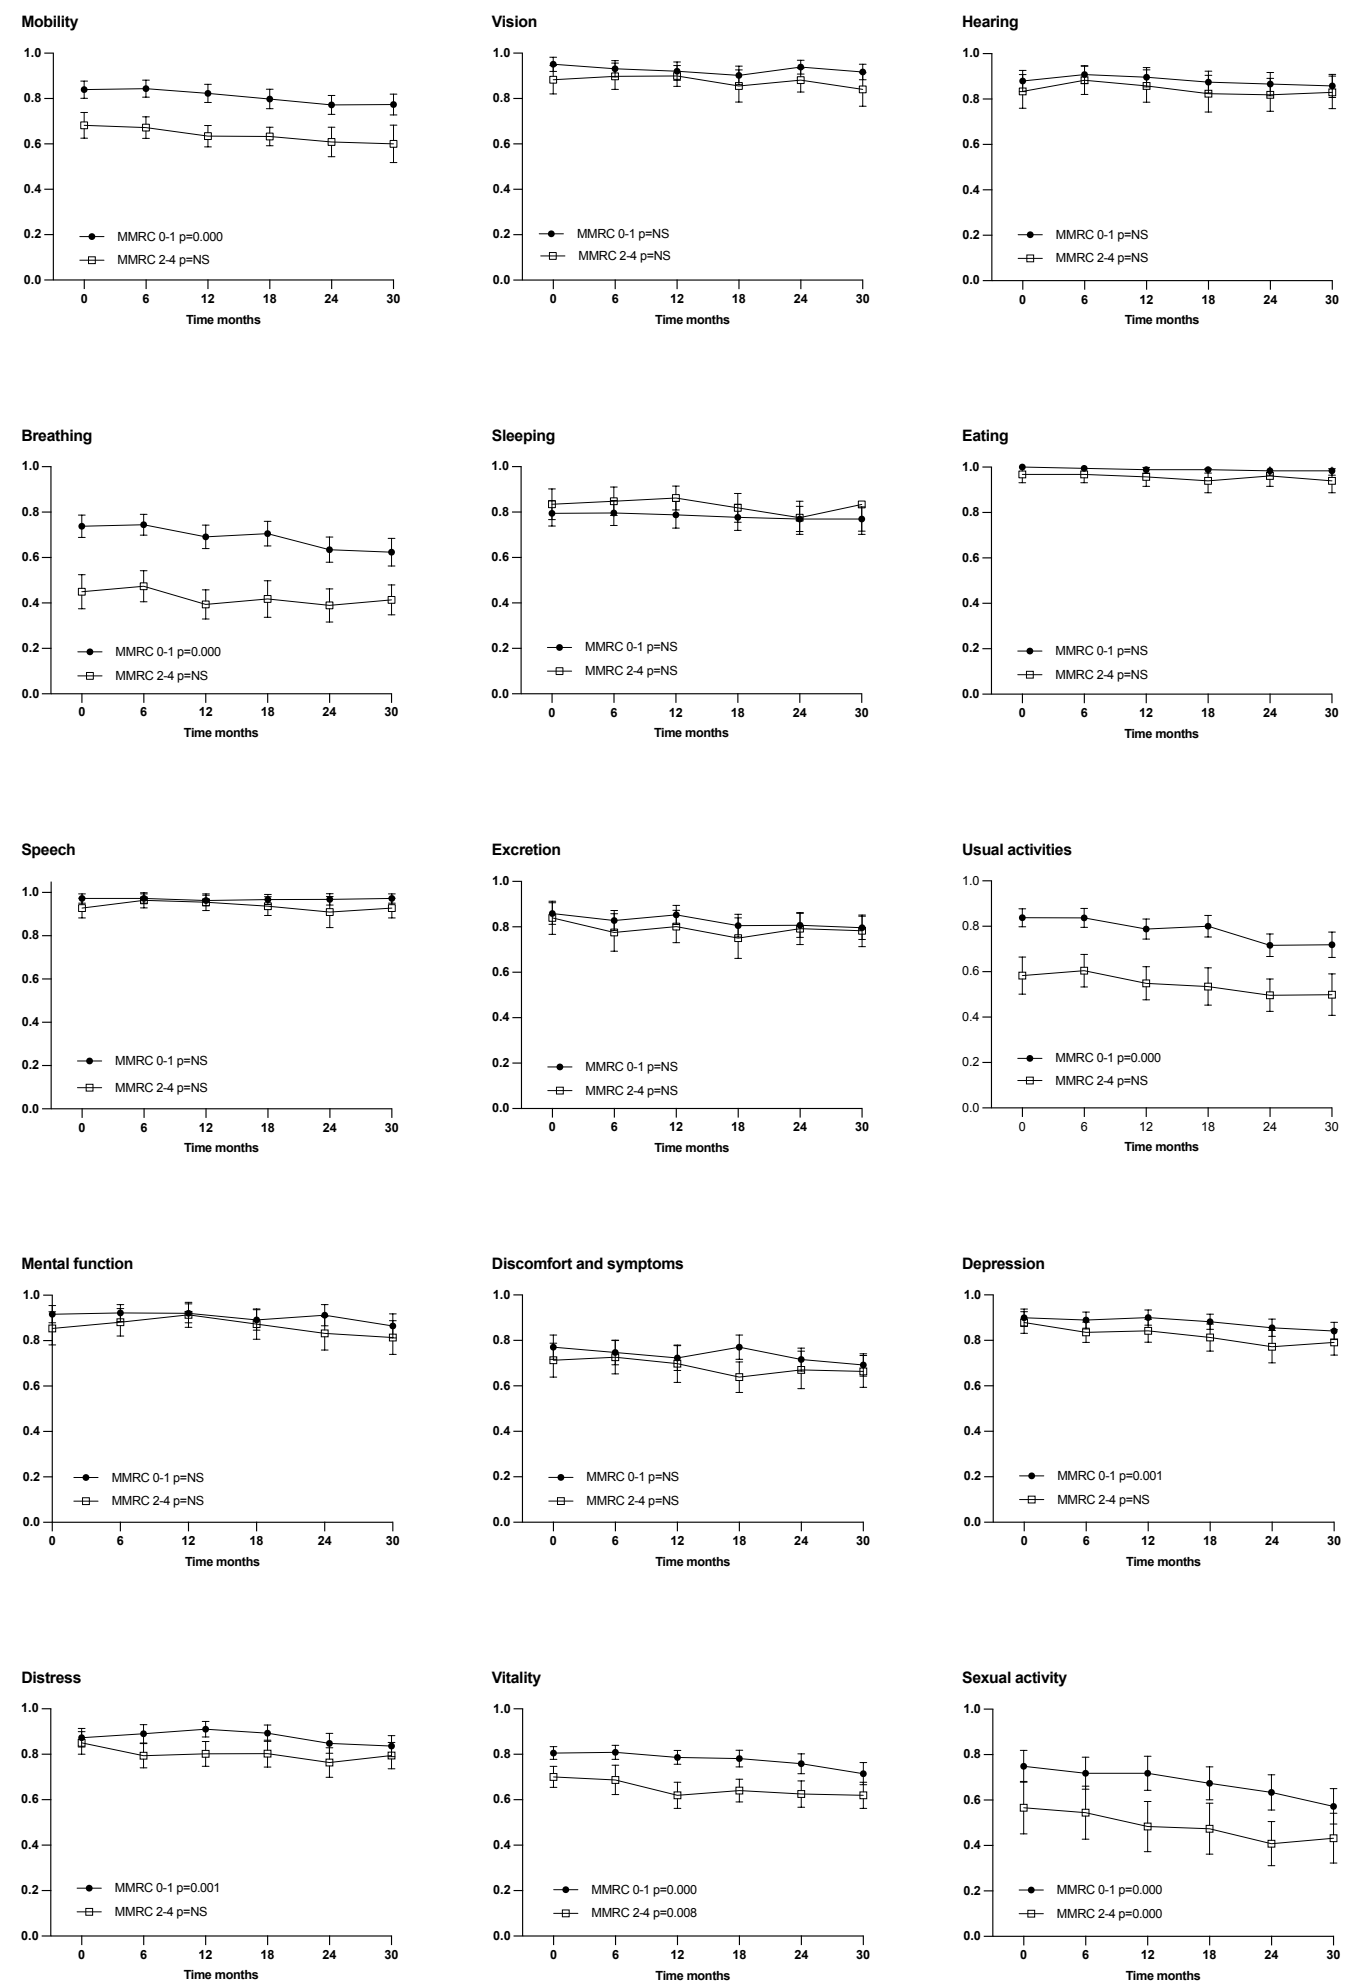 Mobility
1.0
0.8
0.6
0.4
0.2
0.0
MMRC 0-1 p=0.000
MMRC 2-4 p=NS
0 6 12 18 24 30
Time months
Vision
1.0
0.8
0.6
0.4
0.2
0.0
MMRC 0-1 p=NS
MMRC 2-4 p=NS
0 6 12 18 24 30
Time months
Hearing
1.0
0.8
0.6
0.4
0.2
0.0
MMRC 0-1 p=NS
MMRC 2-4 p=NS
0 6 12 18 24 30
Time months
Breathing
1.0
0.8
0.6
0.4
0.2
0.0
MMRC 0-1 p=0.000
MMRC 2-4 p=NS
0 6 12 18 24 30
Time months
Sleeping
1.0
0.8
0.6
0.4
0.2
0.0
MMRC 0-1 p=NS
MMRC 2-4 p=NS
0 6 12 18 24 30
Time months
Eating
1.0
0.8
0.6
0.4
0.2
0.0
MMRC 0-1 p=NS
MMRC 2-4 p=NS
0 6 12 18 24 30
Time months
Speech
1.0
0.8
0.6
0.4
0.2
0.0
MMRC 0-1 p=NS
MMRC 2-4 p=NS
0 6 12 18 24 30
Time months
Excretion
1.0
0.8
0.6
0.4
0.2
0.0
MMRC 0-1 p=NS
MMRC 2-4 p=NS
0 6 12 18 24 30
Time months
Usual activities
1.0
0.8
0.6
0.4
0.2
0.0
MMRC 0-1 p=0.000
MMRC 2-4 p=NS
0 6 12 18 24 30
Time months
Mental function
1.0
0.8
0.6
0.4
0.2
0.0
MMRC 0-1 p=NS
MMRC 2-4 p=NS
0 6 12 18 24 30
Time months
Discomfort and symptoms
1.0
0.8
0.6
0.4
0.2
0.0
MMRC 0-1 p=NS
MMRC 2-4 p=NS
0 6 12 18 24 30
Time months
Depression
1.0
0.8
0.6
0.4
0.2
0.0
MMRC 0-1 p=0.001
MMRC 2-4 p=NS
0 6 12 18 24 30
Time months
Distress
1.0
0.8
0.6
0.4
0.2
0.0
MMRC 0-1 p=0.001
MMRC 2-4 p=NS
0 6 12 18 24 30
Time months
Vitality
1.0
0.8
0.6
0.4
0.2
0.0
MMRC 0-1 p=0.000
MMRC 2-4 p=0.008
0 6 12 18 24 30
Time months
Sexual activity
1.0
0.8
0.6
0.4
0.2
0.0
MMRC 0-1 p=0.000
MMRC 2-4 p=0.000
0 6 12 18 24 30
Time months